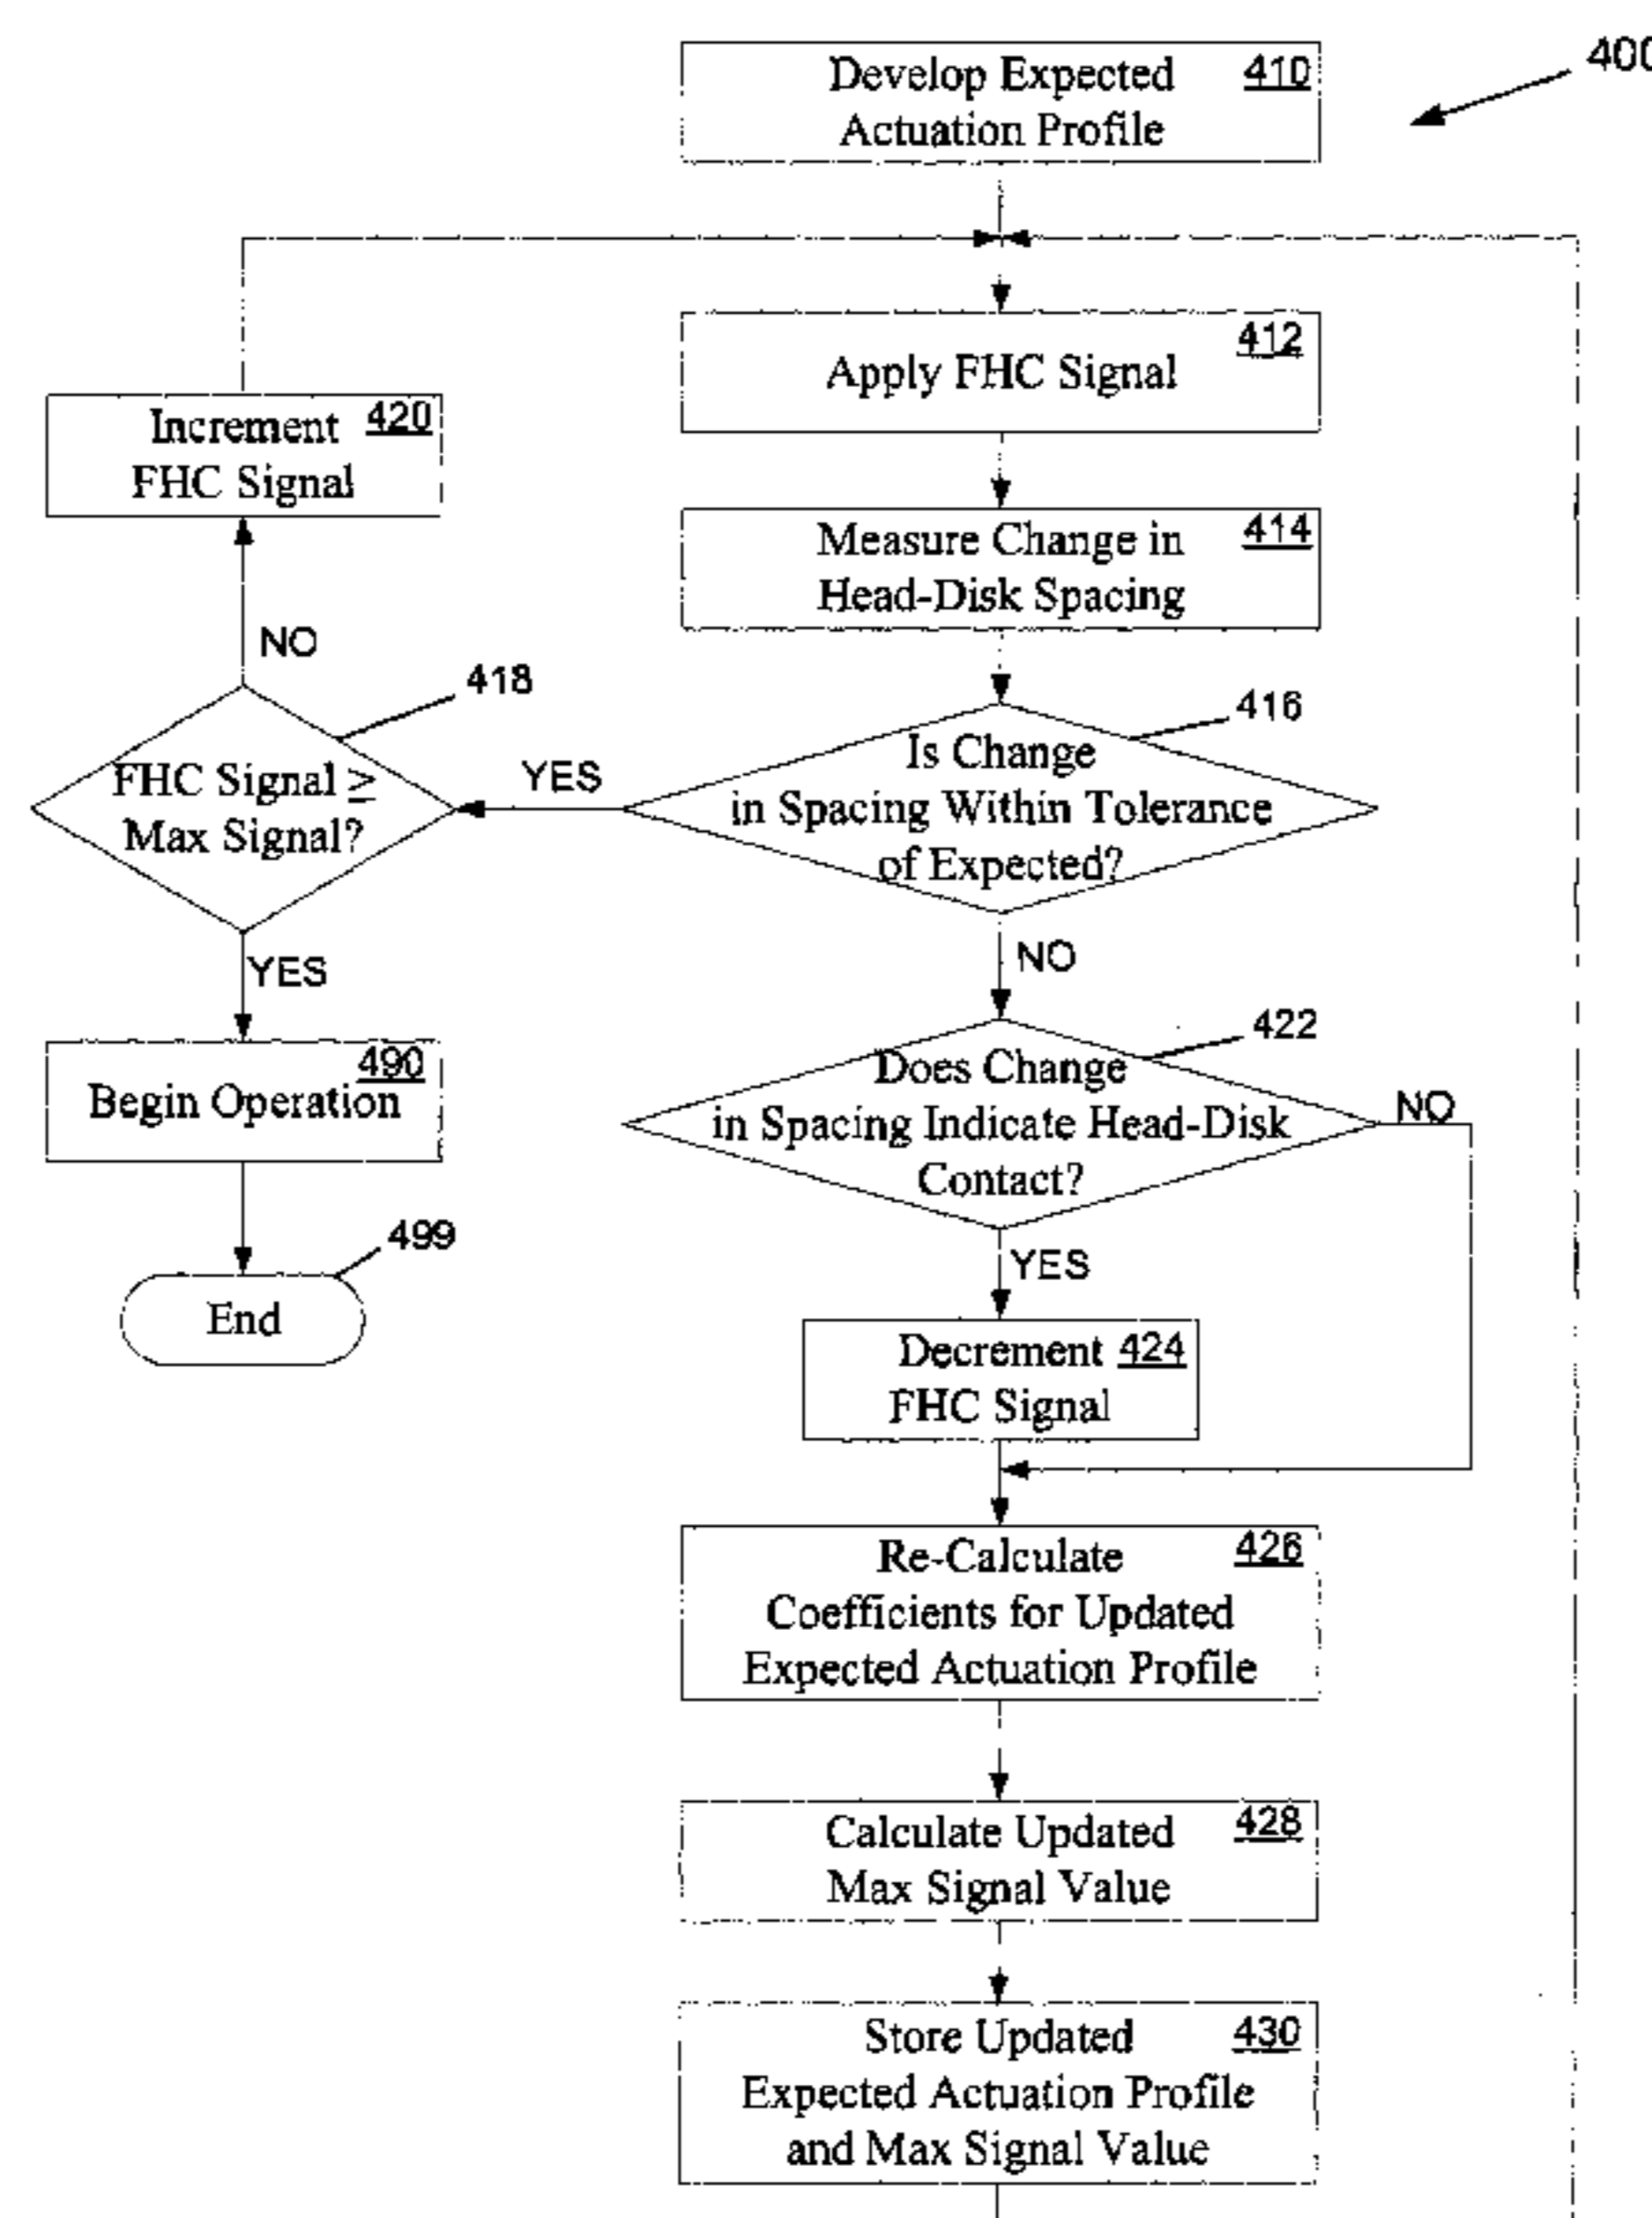 Develop Expected 410
Actuation Profile
400
Apply FHC Signal 412
Increment 420
FHC Signal
Measure Change in 414
Head-Disk Spacing
NO
418
416
FHC Signal ≥
Max Signal?
YES
Is Change
in Spacing Within Tolerance
of Expected?
YES
NO
490
Begin Operation
422
Does Change
in Spacing Indicate Head-Disk
Contact?
NO
499
End
YES
Decrement 424
FHC Signal
Re-Calculate 426
Coefficients for Updated
Expected Actuation Profile
Calculate Updated 428
Max Signal Value
Store Updated 430
Expected Actuation Profile
and Max Signal Value